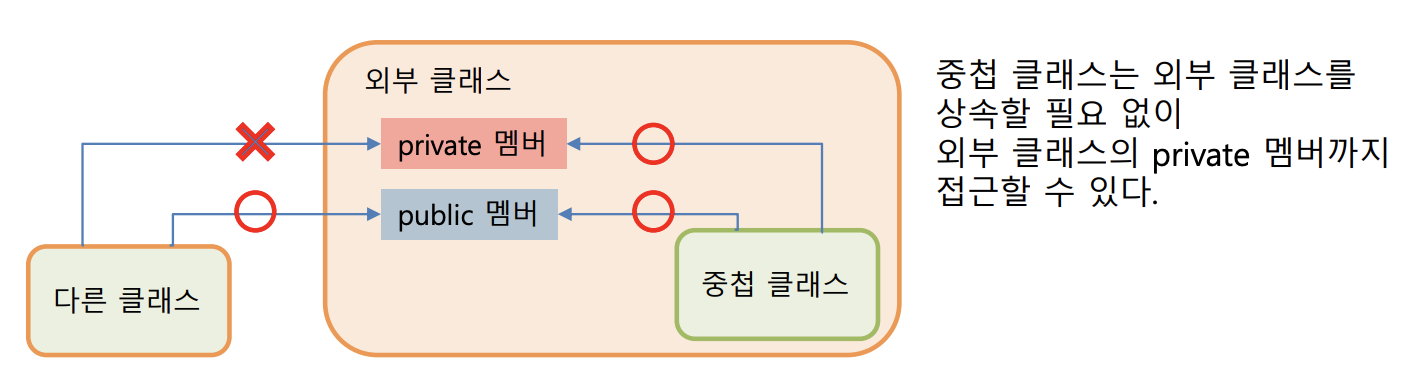 외부 클래스
private 멤버
public 멤버
다른 클래스
중첩 클래스
중첩 클래스는 외부 클래스를
상속할 필요 없이
외부 클래스의 private 멤버까지
접근할 수 있다.